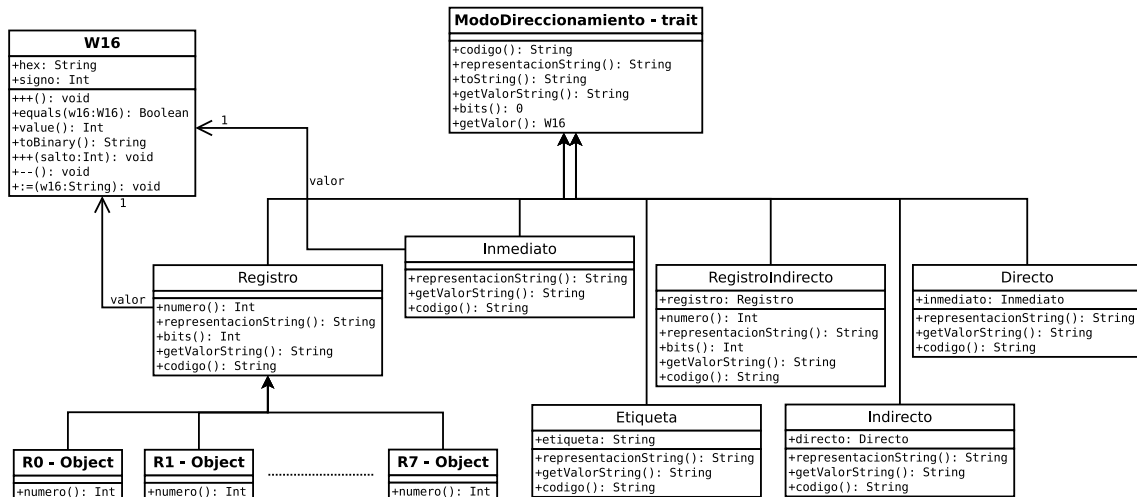 ModoDireccionamiento - trait
+codigo(): String
+representacionString(): String
+toString(): String
+getValorString(): String
+bits(): 0
+getValor(): W16
W16
+hex: String
+signo: Int
+++(): void
+equals(w16:W16): Boolean
+value(): Int
+toBinary(): String
+++(salto:Int): void
+--(): void
+:=(w16:String): void
1
valor
1
valor
Registro
+numero(): Int
+representacionString(): String
+bits(): Int
+getValorString(): String
+codigo(): String
Inmediato
+representacionString(): String
+getValorString(): String
+codigo(): String
RegistroIndirecto
+registro: Registro
+numero(): Int
+representacionString(): String
+bits(): Int
+getValorString(): String
+codigo(): String
Directo
+inmediato: Inmediato
+representacionString(): String
+getValorString(): String
+codigo(): String
Etiqueta
+etiqueta: String
+representacionString(): String
+getValorString(): String
+codigo(): String
Indirecto
+directo: Directo
+representacionString(): String
+getValorString(): String
+codigo(): String
R0 - Object
+numero(): Int
R1 - Object
+numero(): Int
R7 - Object
+numero(): Int